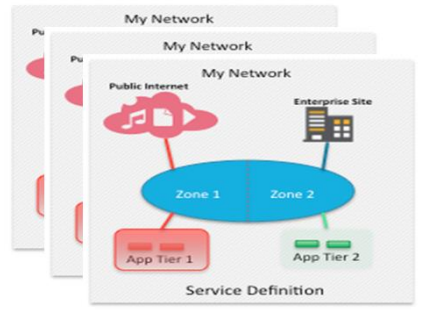 My Network
My Network
My Network
Public Internet
Enterprise Site
Zone 1
Zone 2
App Tier 1
App Tier 2
Service Definition